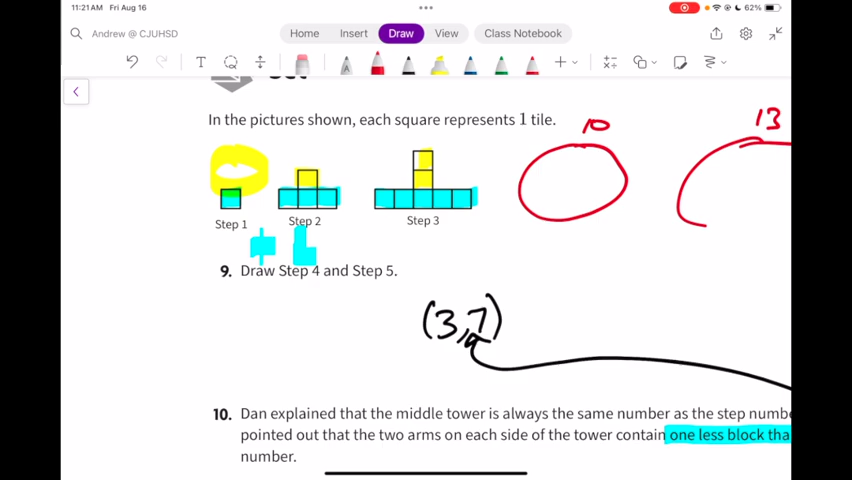 11:21 AM Fri Aug 16
62%
Andrew @ CJUHSD
Home Insert Draw View Class Notebook
In the pictures shown, each square represents 1 tile.
10
13
Step 1 Step 2 Step 3
9. Draw Step 4 and Step 5.
(3,7)
10. Dan explained that the middle tower is always the same number as the step numbe
pointed out that the two arms on each side of the tower contain one less block tha
number.